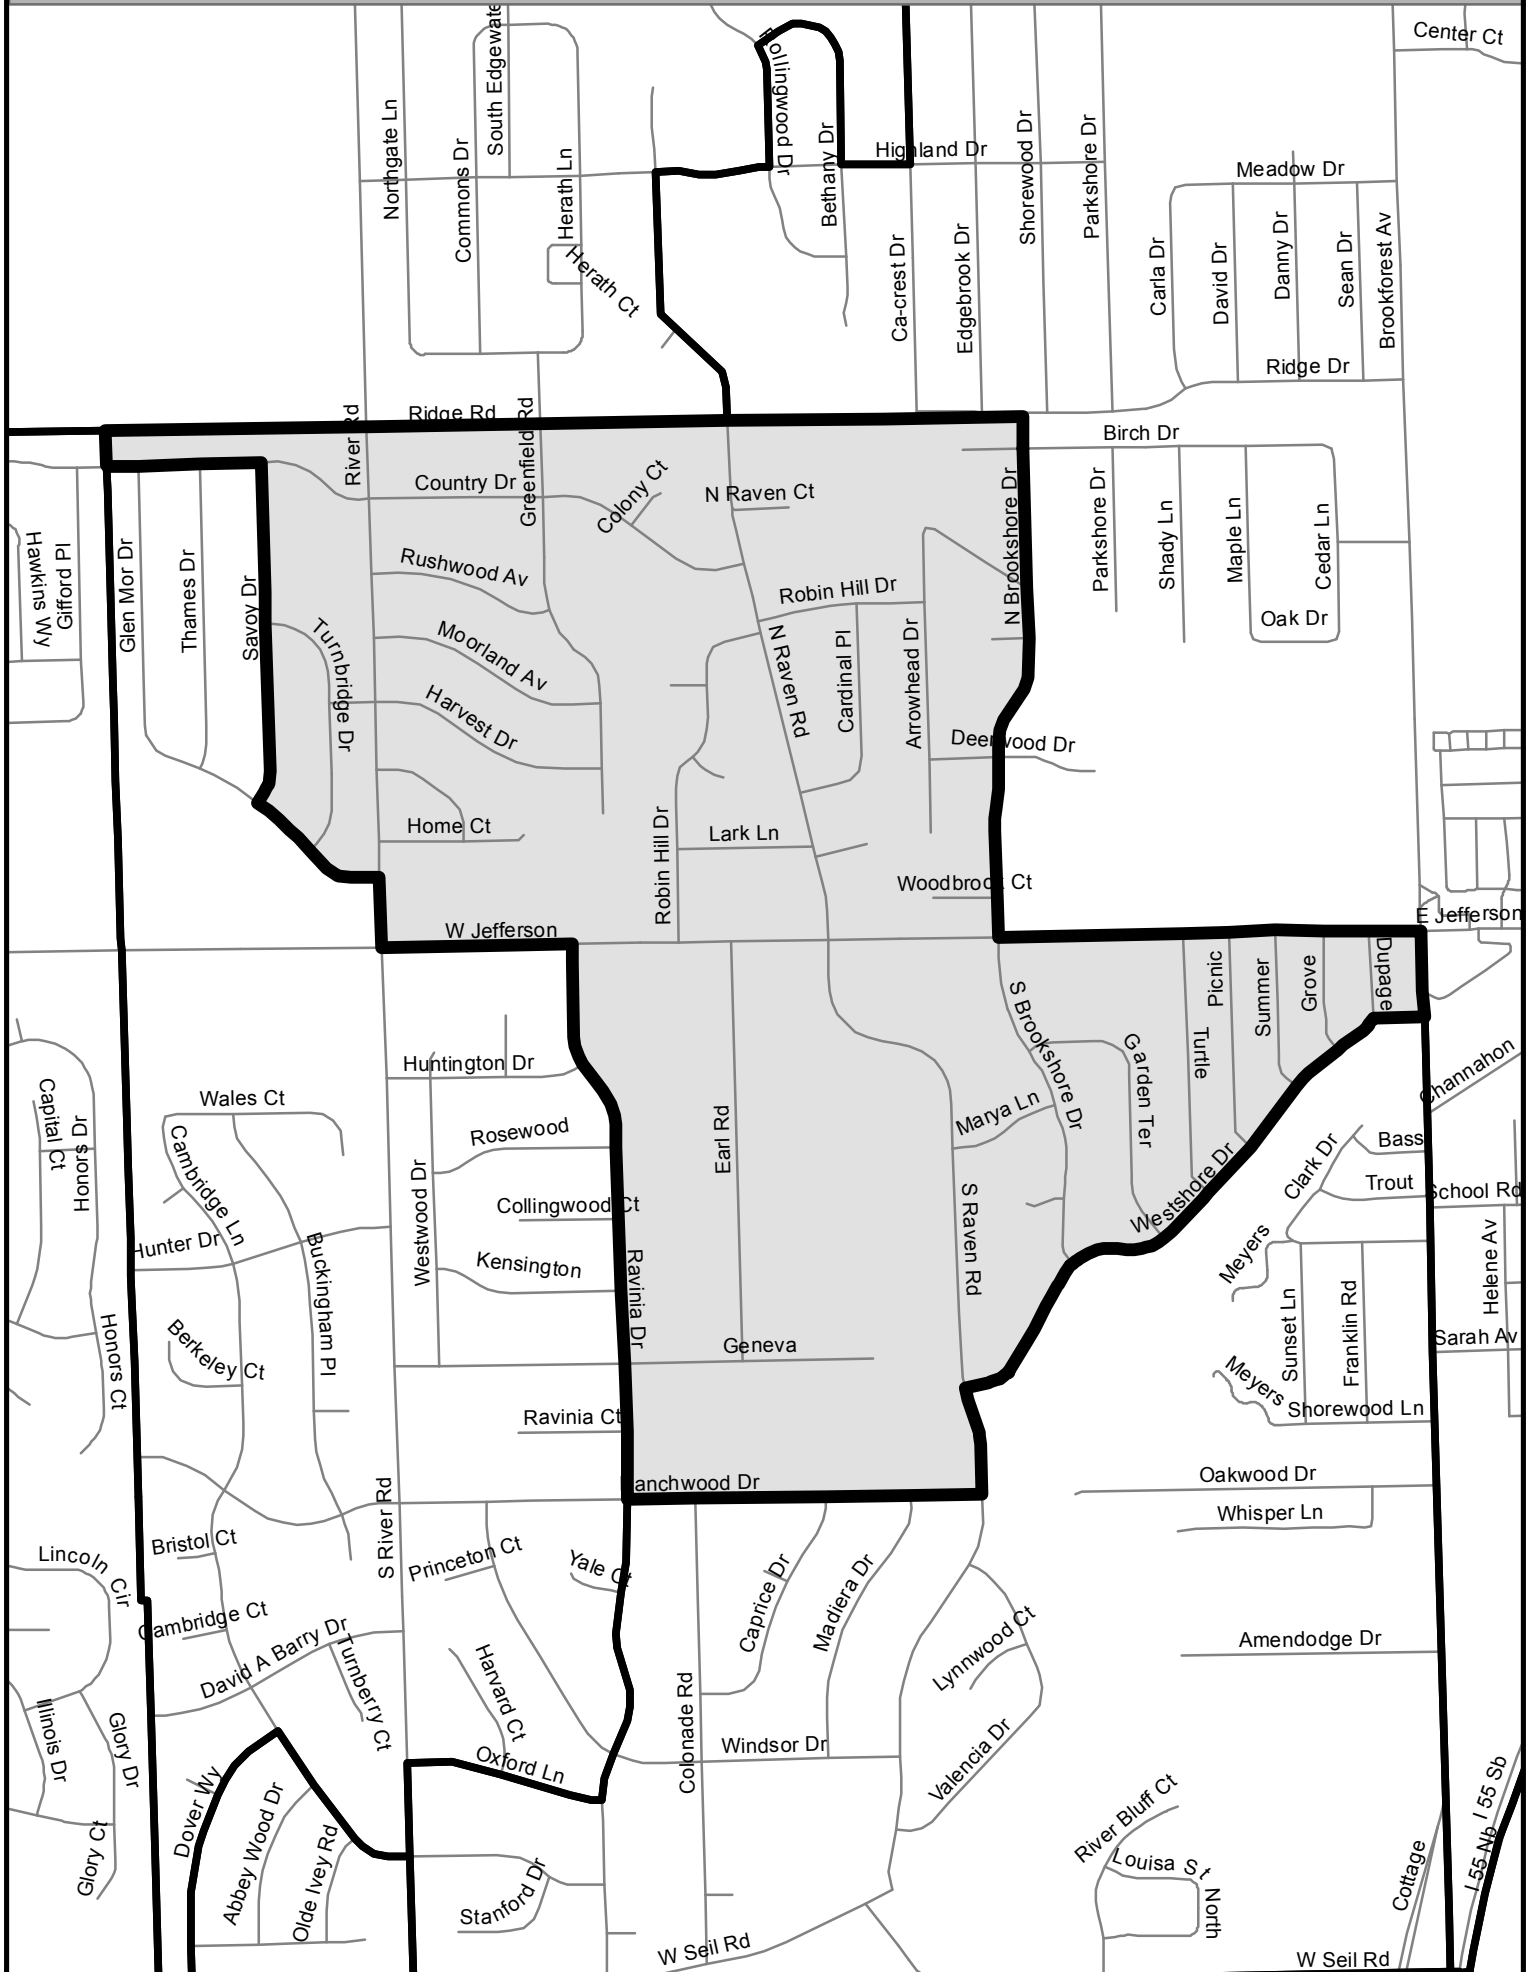 Center Ct
South Edgewate
Hollingwood Dr
Northgate Ln
Commons Dr
Herath Ln
Bethany Dr
Highland Dr
Shorewood Dr
Parkshore Dr
Meadow Dr
Herath Ct
Ca-crest Dr
Edgebrook Dr
Carla Dr
David Dr
Danny Dr
Sean Dr
Brookforest Av
Ridge Dr
River Rd
Ridge Rd
Greenfield Rd
Birch Dr
Country Dr
Colony Ct
N Raven Ct
N Brookshore Dr
Parkshore Dr
Shady Ln
Maple Ln
Cedar Ln
Hawkins Wy
Gifford Pl
Glen Mor Dr
Thames Dr
Savoy Dr
Rushwood Av
Robin Hill Dr
Oak Dr
Turnbridge Dr
Moorland Av
N Raven Rd
Cardinal Pl
Arrowhead Dr
Harvest Dr
Deerwood Dr
Home Ct
Robin Hill Dr
Lark Ln
Woodbrook Ct
W Jefferson
E Jefferson
Picnic
Summer
Grove
Dupage
S Brookshore Dr
Turtle
Garden Ter
Channahon
Huntington Dr
Capital Ct
Honors Dr
Wales Ct
Rosewood
Earl Rd
Marya Ln
Cambridge Ln
Clark Dr
Bass
Trout
School Rd
Westwood Dr
Collingwood Ct
S Raven Rd
Westshore Dr
Hunter Dr
Buckingham Pl
Kensington
Ravinia Dr
Meyers
Helene Av
Honors Ct
Berkeley Ct
Geneva
Sunset Ln
Franklin Rd
Sarah Av
Meyers
Ravinia Ct
Shorewood Ln
S River Rd
anchwood Dr
Oakwood Dr
Whisper Ln
Lincoln Cir
Bristol Ct
Princeton Ct
Yale Ct
Caprice Dr
Madiera Dr
Cambridge Ct
Lynnwood Ct
Amendodge Dr
David A Barry Dr
Turnberry Ct
Harvard Ct
Colonade Rd
Illinois Dr
Glory Dr
Oxford Ln
Windsor Dr
Valencia Dr
I 55 Sb
Dover Wy
Abbey Wood Dr
Olde Ivey Rd
River Bluff Ct
Louisa St
North
Glory Ct
Stanford Dr
Cottage
I 55 Nb
W Seil Rd
W Seil Rd